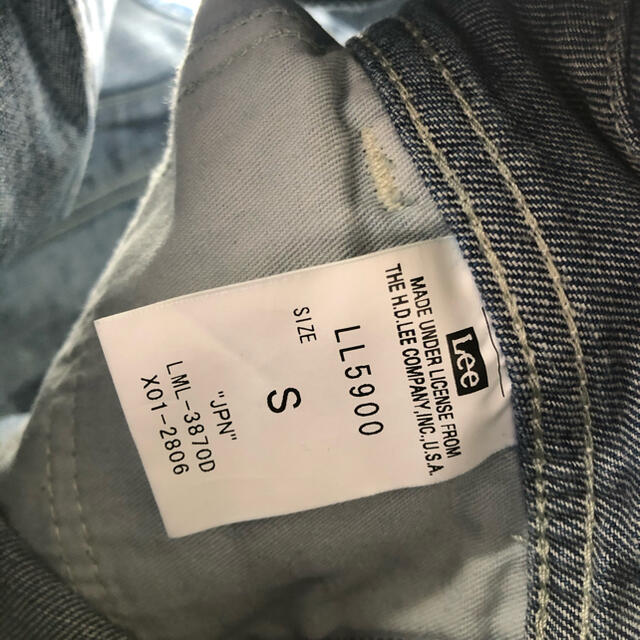 Lee
MADE UNDER LICENSE FROM
THE H.D.LEE COMPANY,INC.,U.S.A.
LL5900
SIZE
S
"JPN"
LML-3870D
X01-2806